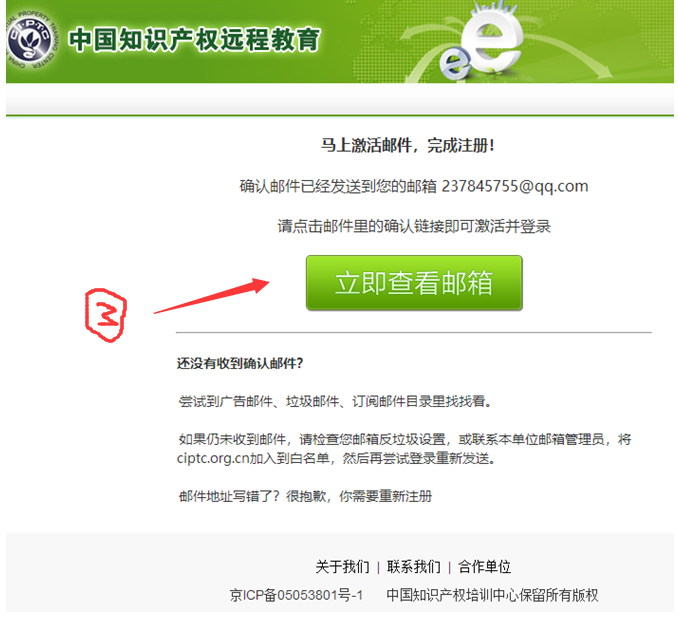 中国知识产权远程教育
CIPTC
马上激活邮件，完成注册！
确认邮件已经发送到您的邮箱 237845755@qq.com
请点击邮件里的确认链接即可激活并登录
立即查看邮箱
3
还没有收到确认邮件？
尝试到广告邮件、垃圾邮件、订阅邮件目录里找找看。
如果仍未收到邮件，请检查您邮箱反垃圾设置，或联系本单位邮箱管理员，将
ciptc.org.cn加入到白名单，然后再尝试登录重新发送。
邮件地址写错了？很抱歉，你需要重新注册
关于我们 | 联系我们 | 合作单位
京ICP备05053801号-1 中国知识产权培训中心保留所有版权